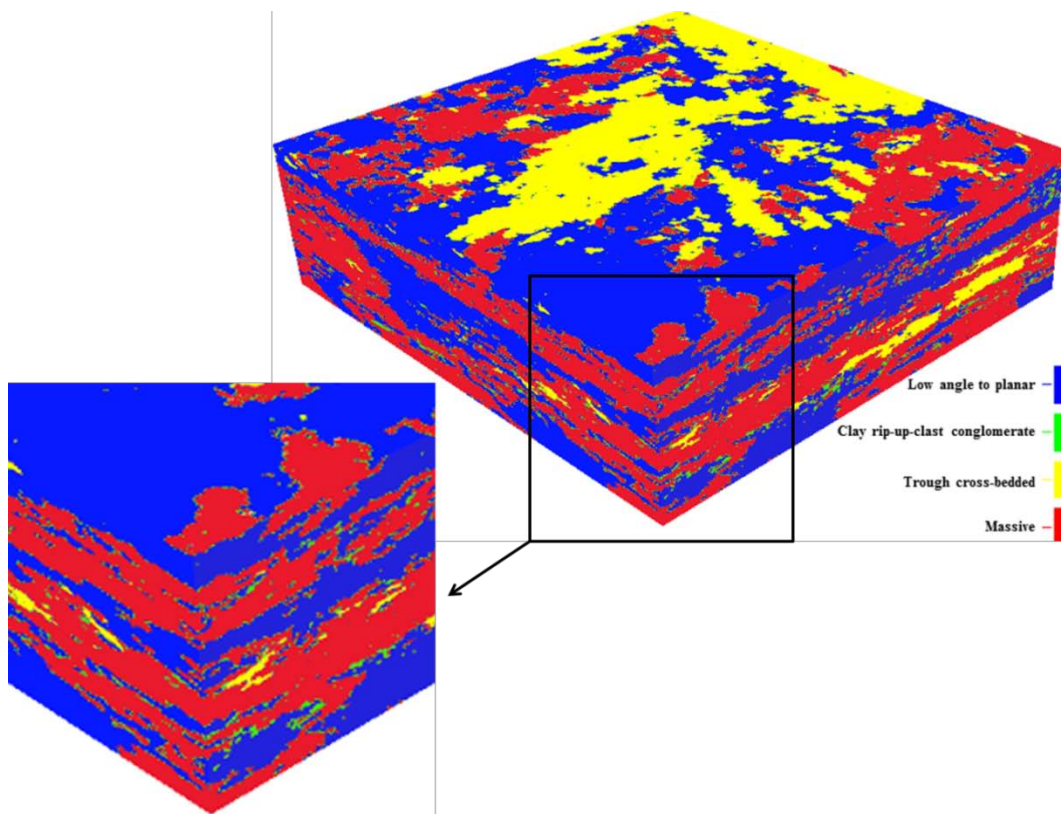 Low angle to planar
Clay rip-up-clast conglomerate
Trough cross-bedded
Massive